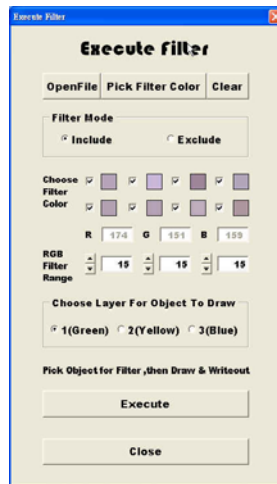 Execute Filter
Execute Filter
OpenFile Pick Filter Color Clear
Filter Mode
Include Exclude
Choose
Filter
Color
R 174 G 151 B 159
RGB
Filter
Range
15 15 15
Choose Layer For Object To Draw
1(Green) 2(Yellow) 3(Blue)
Pick Object for Filter ,then Draw & Writeout
Execute
Close